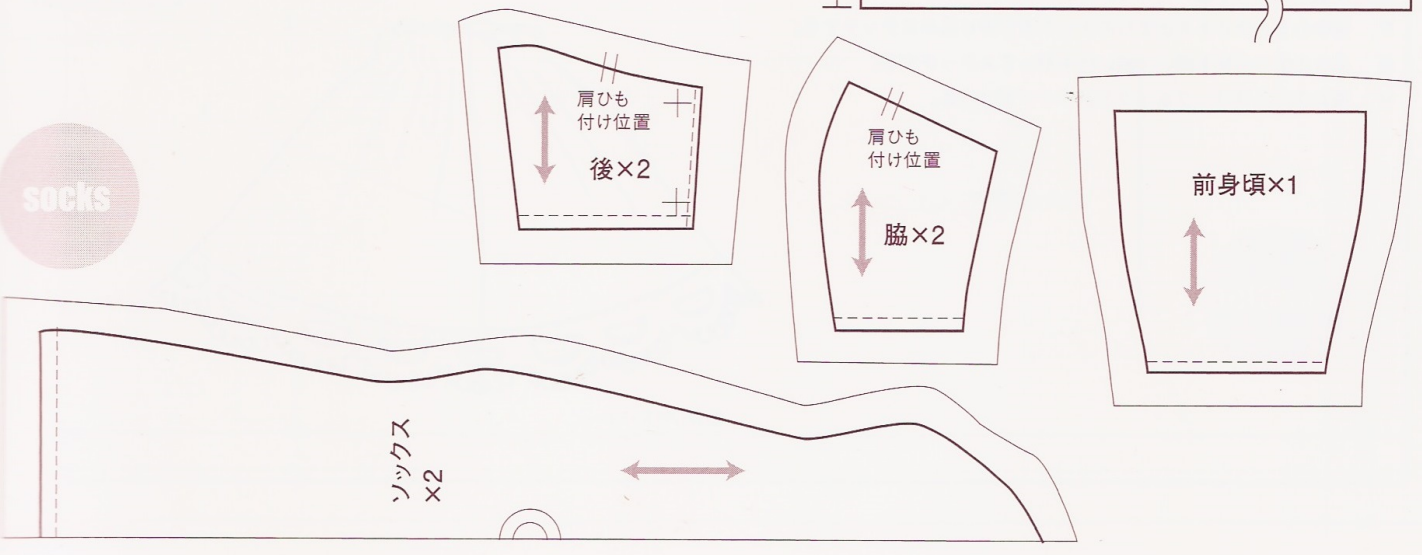 肩ひも
付け位置
後×2
肩ひも
付け位置
脇×2
前身頃×1
socks
ソックス
×2